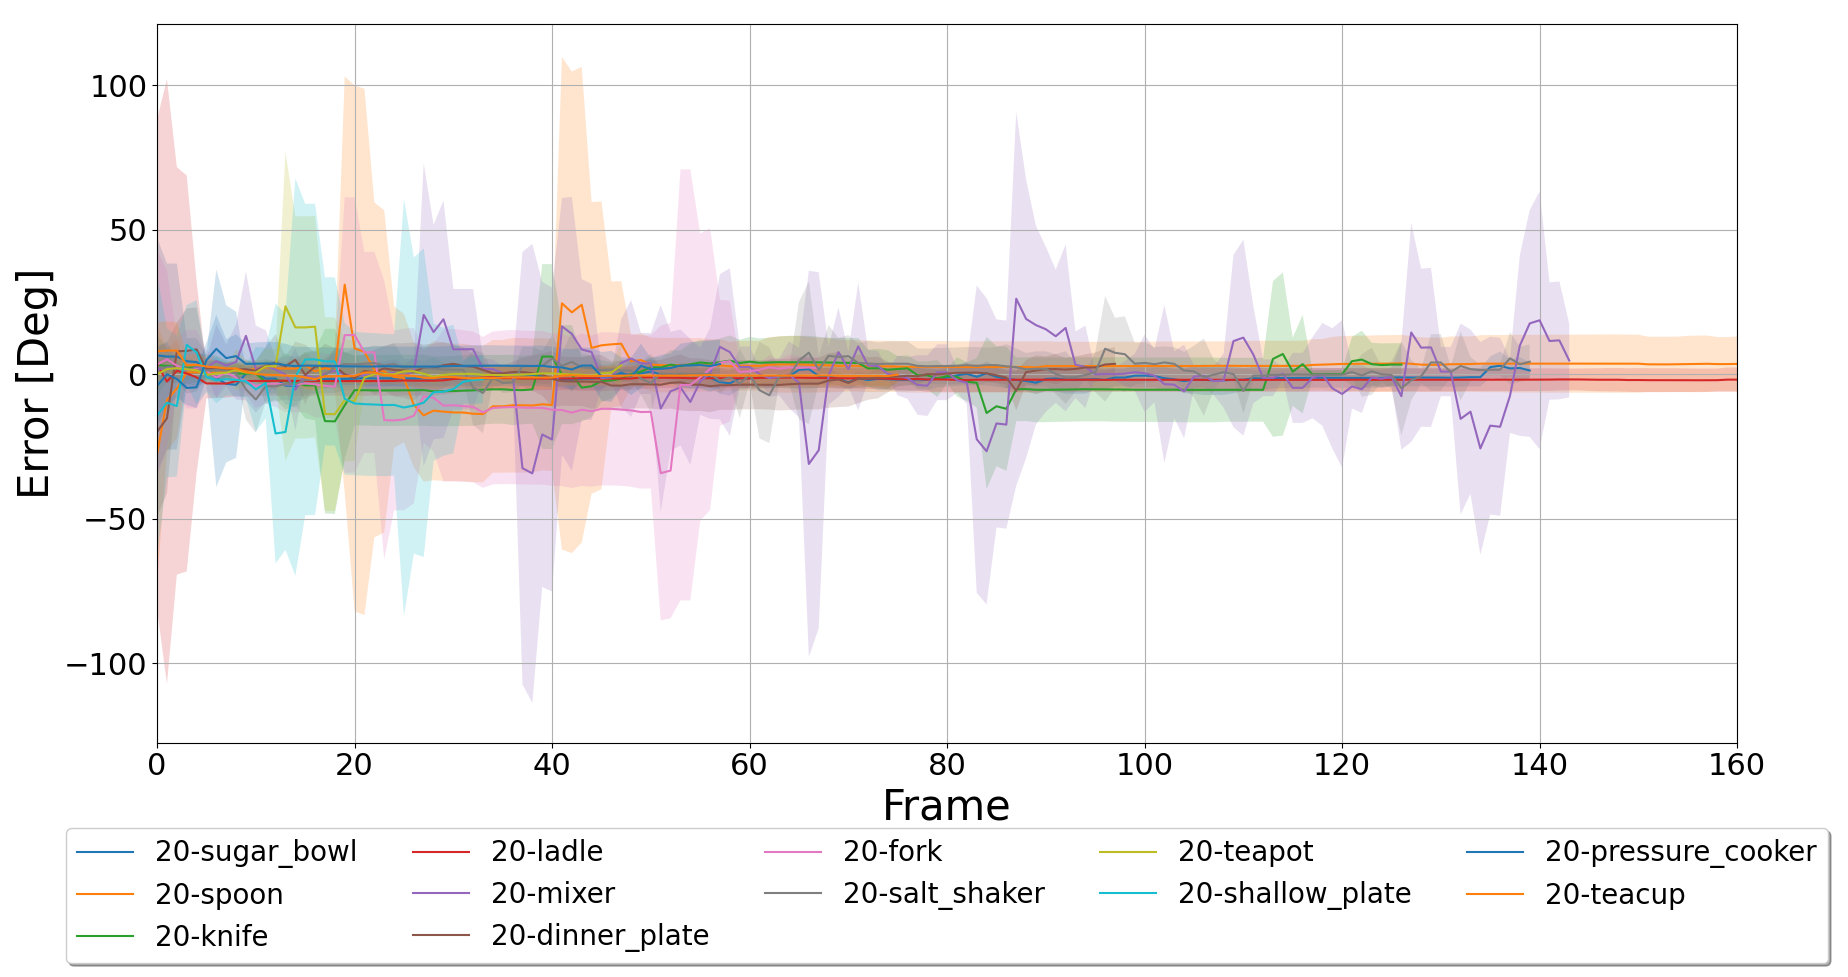 100
50
0
−50
−100
Error [Deg]
0 20 40 60 80 100 120 140 160
Frame
20-sugar_bowl 20-ladle 20-fork 20-teapot 20-pressure_cooker
20-spoon 20-mixer 20-salt_shaker 20-shallow_plate 20-teacup
20-knife 20-dinner_plate